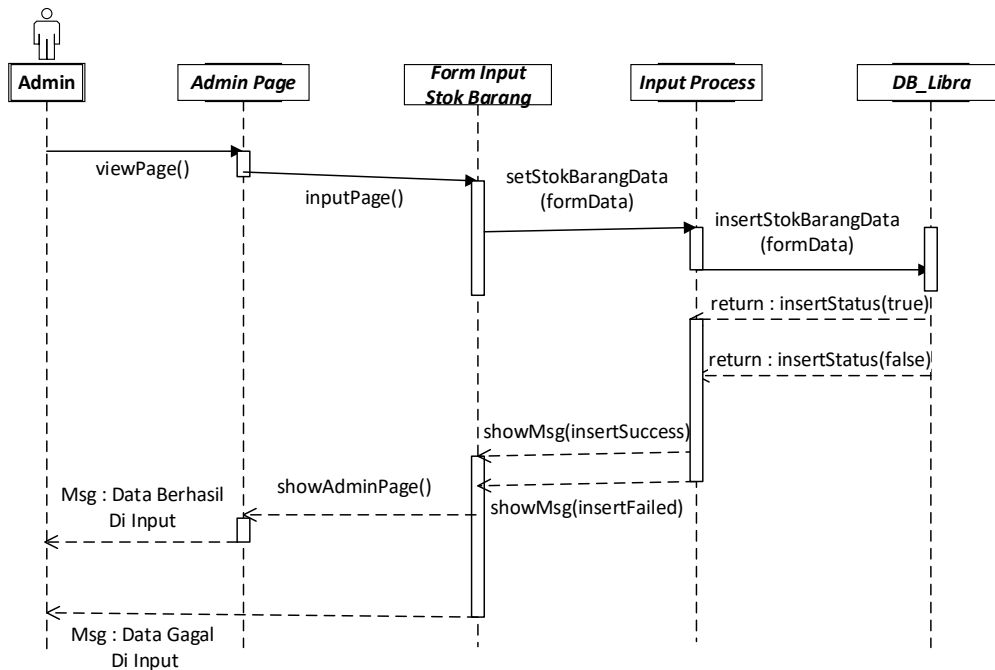 Admin
Admin Page
Form Input
Stok Barang
Input Process
DB_Libra
viewPage()
inputPage()
setStokBarangData
(formData)
insertStokBarangData
(formData)
return : insertStatus(true)
return : insertStatus(false)
showMsg(insertSuccess)
showMsg(insertFailed)
showAdminPage()
Msg : Data Berhasil
Di Input
Msg : Data Gagal
Di Input